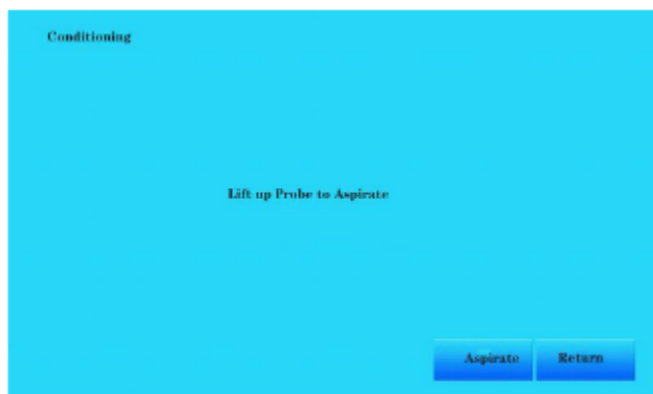 Conditioning
Lift up Probe to Aspirate
Aspirate Return